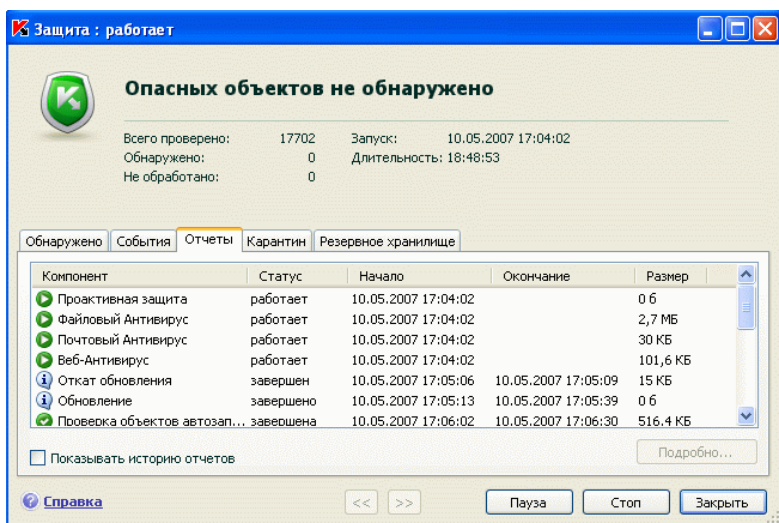 Защита : работает
Опасных объектов не обнаружено
Всего проверено: 17702 Запуск: 10.05.2007 17:04:02
Обнаружено: 0 Длительность: 18:48:53
Не обработано: 0
Обнаружено События Отчеты Карантин Резервное хранилище
Компонент Статус Начало Окончание Размер
Проактивная защита работает 10.05.2007 17:04:02 0 б
Файловый Антивирус работает 10.05.2007 17:04:02 2,7 МБ
Почтовый Антивирус работает 10.05.2007 17:04:02 30 КБ
Веб-Антивирус работает 10.05.2007 17:04:02 101,6 КБ
Откат обновления завершен 10.05.2007 17:05:06 10.05.2007 17:05:09 15 КБ
Обновление завершено 10.05.2007 17:05:13 10.05.2007 17:05:39 0 б
Проверка объектов автозап... завершена 10.05.2007 17:06:02 10.05.2007 17:06:30 516.4 КБ
Показывать историю отчетов Подробно...
Справка << >> Пауза Стоп Закрыть